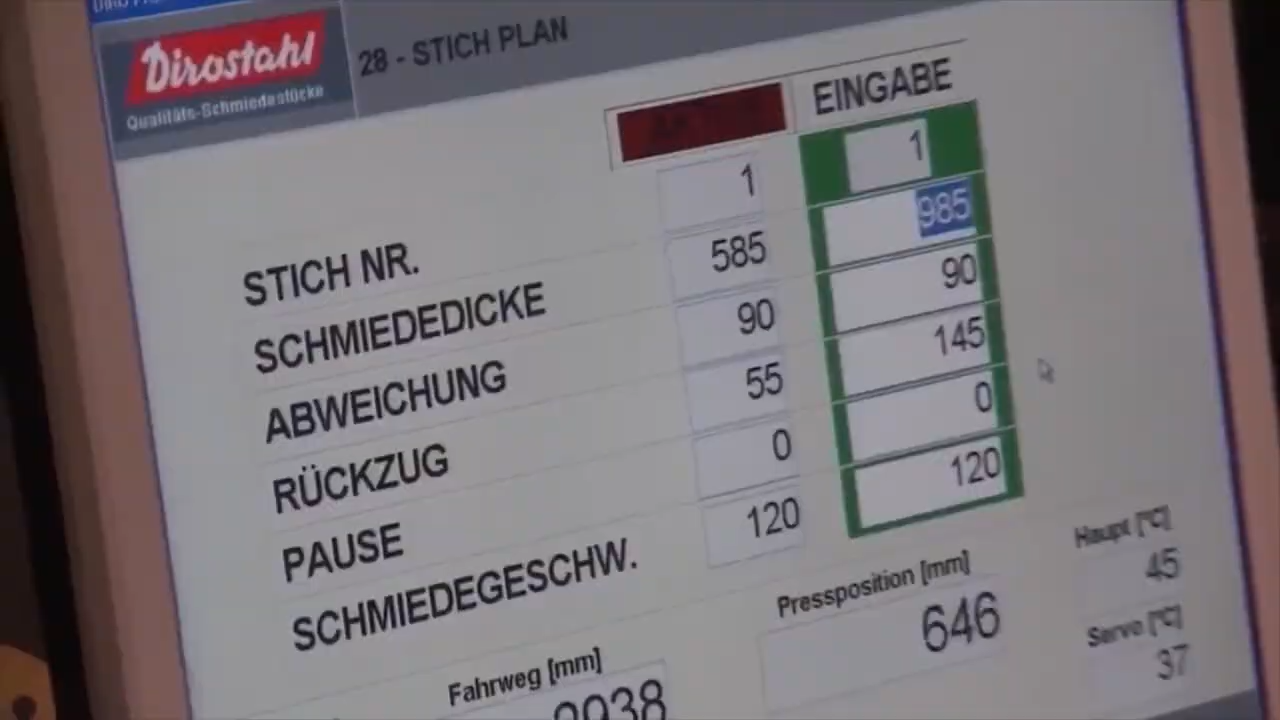 Dirostahl
Qualitäts-Schmiedestücke
28 - STICH PLAN
EINGABE
STICH NR. 1 1
SCHMIEDEDICKE 585 985
ABWEICHUNG 90 90
RÜCKZUG 55 145
PAUSE 0 0
SCHMIEDEGESCHW. 120 120
Fahrweg [mm]
Pressposition [mm]
646
Haupt [°C]
45
Servo [°C]
37